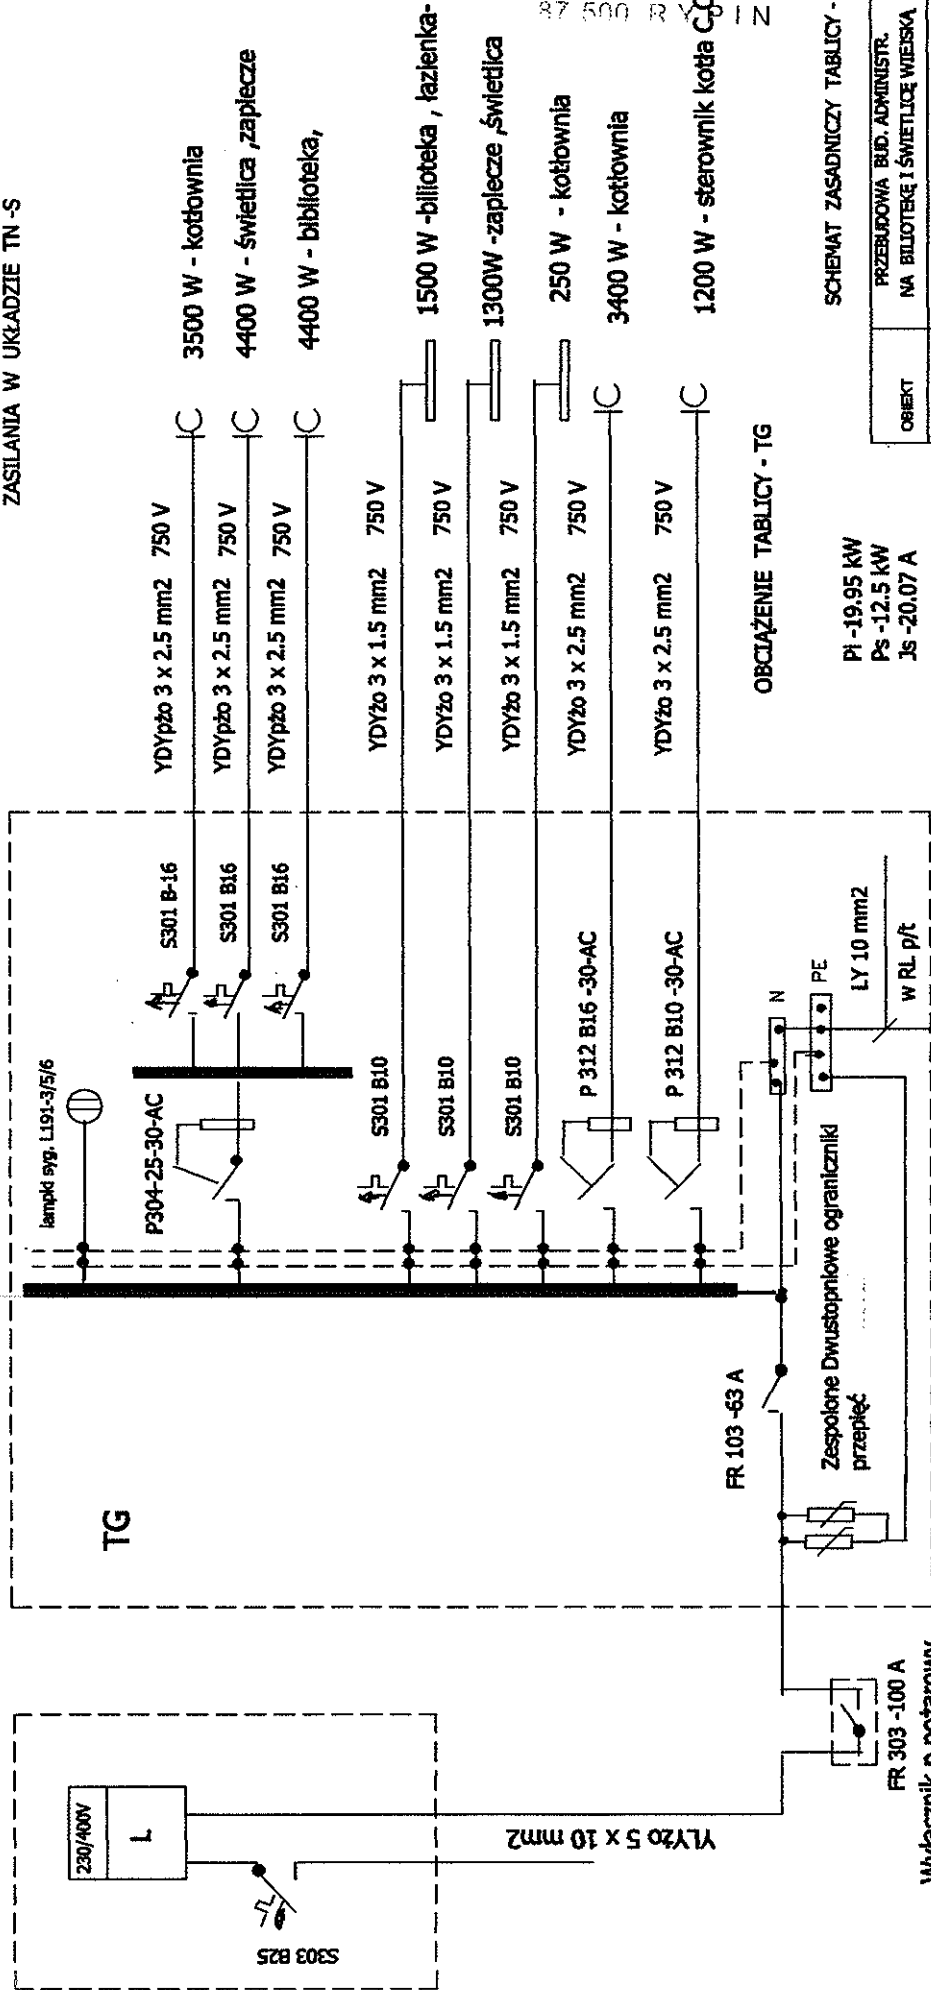 ZASILANIA W UKŁADZIE TN -S
87 500 RYPIN
3500 W - kotłownia
4400 W - świetlica ,zaplecze
4400 W - biblioteka,
1500 W -bilioteka , łazienka-
1300W -zaplecze ,świetlica
250 W - kotłownia
3400 W - kotłownia
1200 W - sterownik kotła
YDYpżo 3 x 2.5 mm2 750 V
YDYpżo 3 x 2.5 mm2 750 V
YDYpżo 3 x 2.5 mm2 750 V
YDYżo 3 x 1.5 mm2 750 V
YDYżo 3 x 1.5 mm2 750 V
YDYżo 3 x 1.5 mm2 750 V
YDYżo 3 x 2.5 mm2 750 V
YDYżo 3 x 2.5 mm2 750 V
S301 B-16
S301 B16
S301 B16
S301 B10
S301 B10
S301 B10
P 312 B16 -30-AC
P 312 B10 -30-AC
lampki syg. L191-3/5/6
P304-25-30-AC
TG
FR 103 -63 A
N
PE
LY 10 mm2
w RL p/t
Zespolone Dwustopniowe ograniczniki
przepięć
230/400V
L
S303 B25
YLYżo 5 x 10 mm2
FR 303 -100 A
OBCIĄŻENIE TABLICY - TG
Pi -19.95 kW
Ps -12.5 kW
Js -20.07 A
SCHEMAT ZASADNICZY TABLICY -
OBIEKT
PRZEBUDOWA BUD. ADMINISTR.
NA BILIOTEKĘ I ŚWIETLICĘ WIEJSKĄ